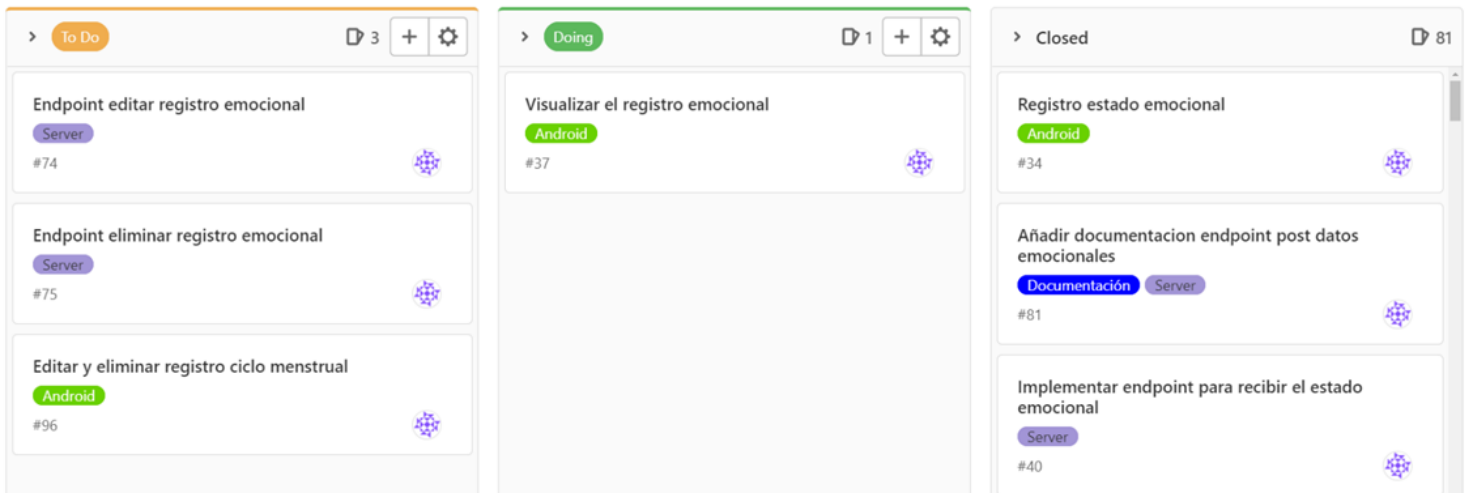 To Do
3
Endpoint editar registro emocional
Server
#74
Endpoint eliminar registro emocional
Server
#75
Editar y eliminar registro ciclo menstrual
Android
#96
Doing
1
Visualizar el registro emocional
Android
#37
Closed
81
Registro estado emocional
Android
#34
Añadir documentacion endpoint post datos
emocionales
Documentación Server
#81
Implementar endpoint para recibir el estado
emocional
Server
#40